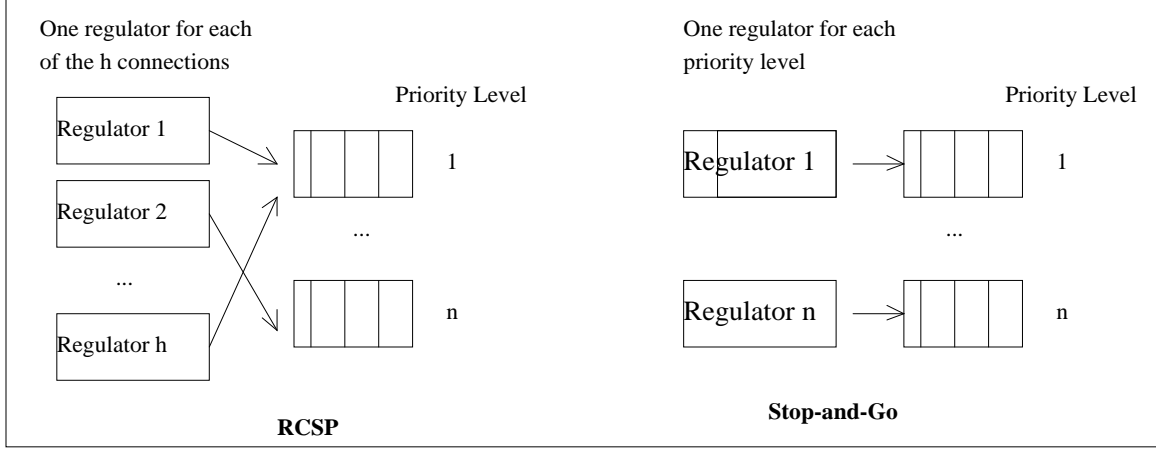 One regulator for each
of the h connections
Priority Level
Regulator 1
1
Regulator 2
...
...
Regulator h
n
RCSP
One regulator for each
priority level
Priority Level
Regulator 1
1
...
Regulator n
n
Stop-and-Go